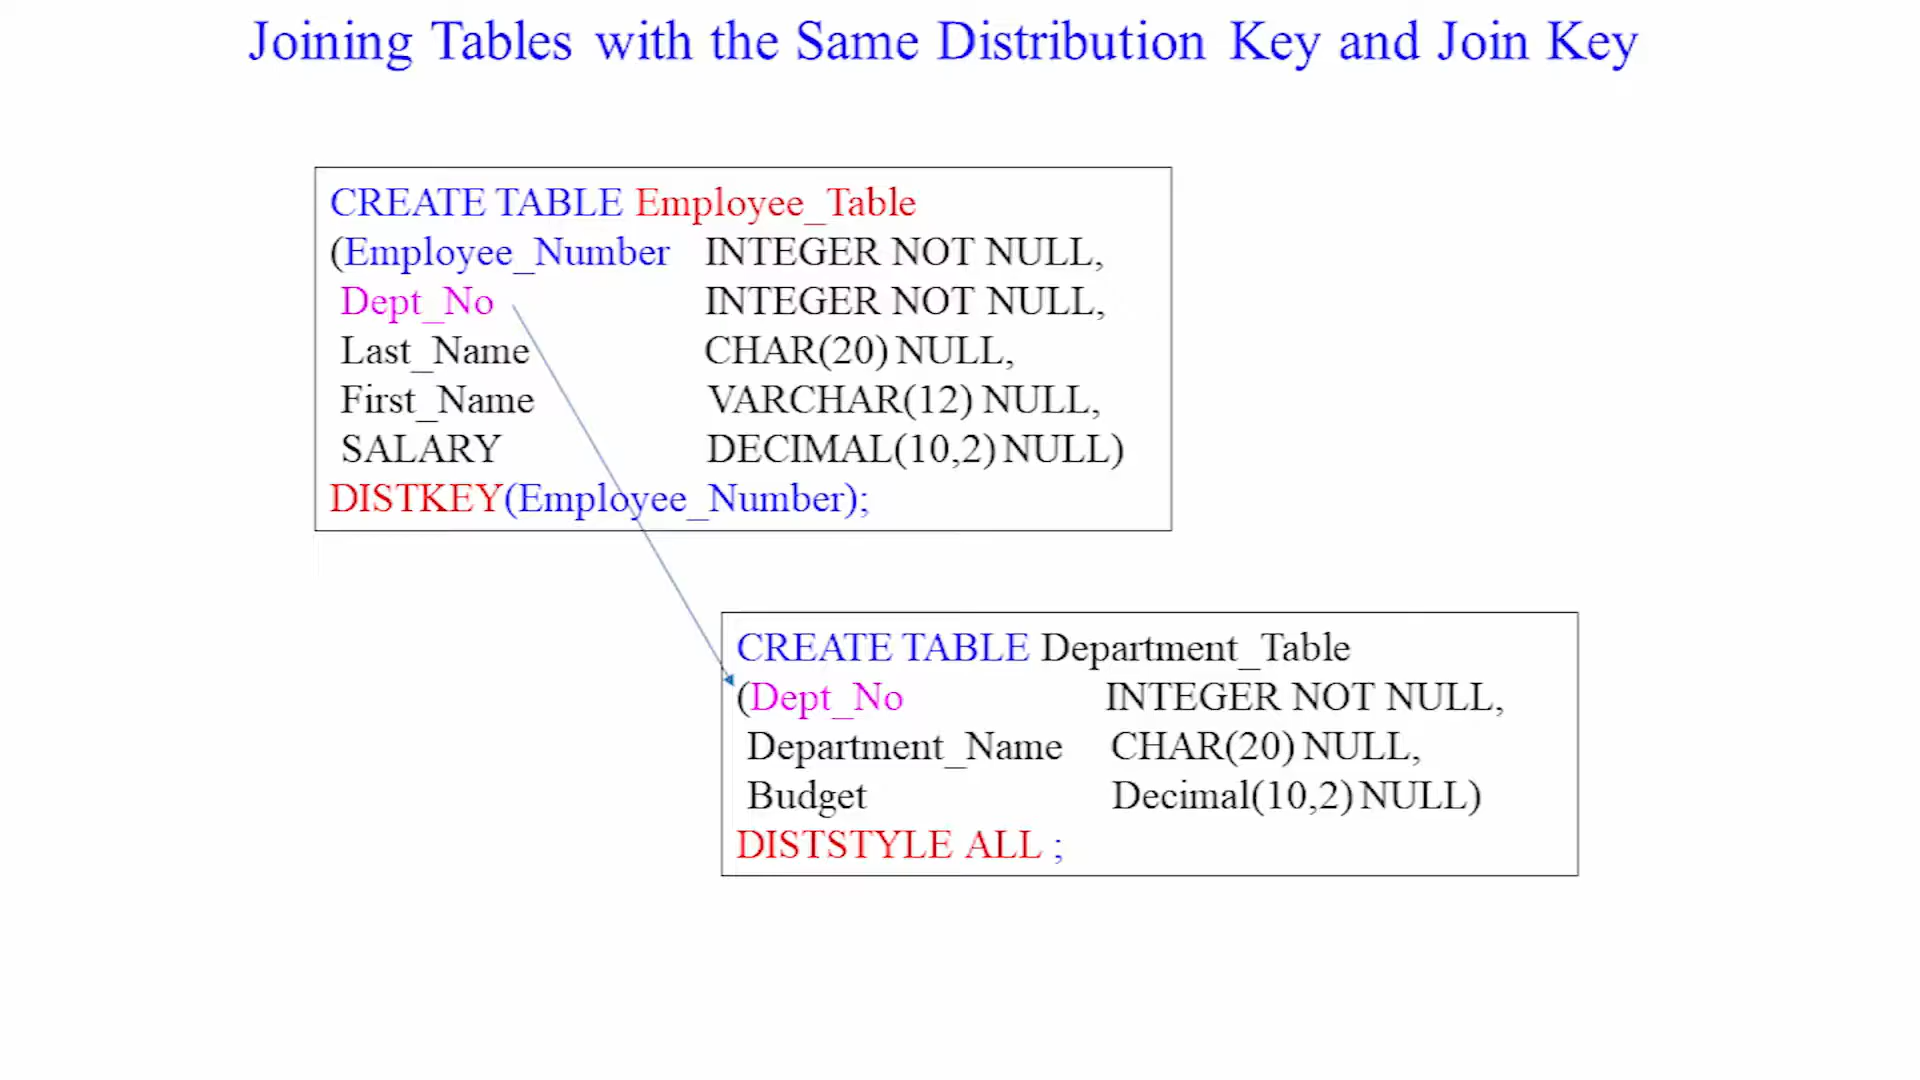 Joining Tables with the Same Distribution Key and Join Key
CREATE TABLE Employee_Table
(Employee_Number INTEGER NOT NULL,
Dept_No INTEGER NOT NULL,
Last_Name CHAR(20) NULL,
First_Name VARCHAR(12) NULL,
SALARY DECIMAL(10,2) NULL)
DISTKEY(Employee_Number);
CREATE TABLE Department_Table
(Dept_No INTEGER NOT NULL,
Department_Name CHAR(20) NULL,
Budget Decimal(10,2) NULL)
DISTSTYLE ALL ;